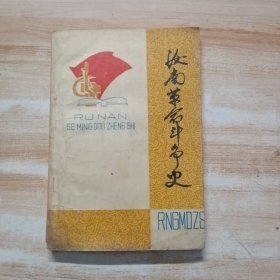 汝南革命斗争史
RU NAN
GE MING DOU ZHENG SHI
RNGMDZS